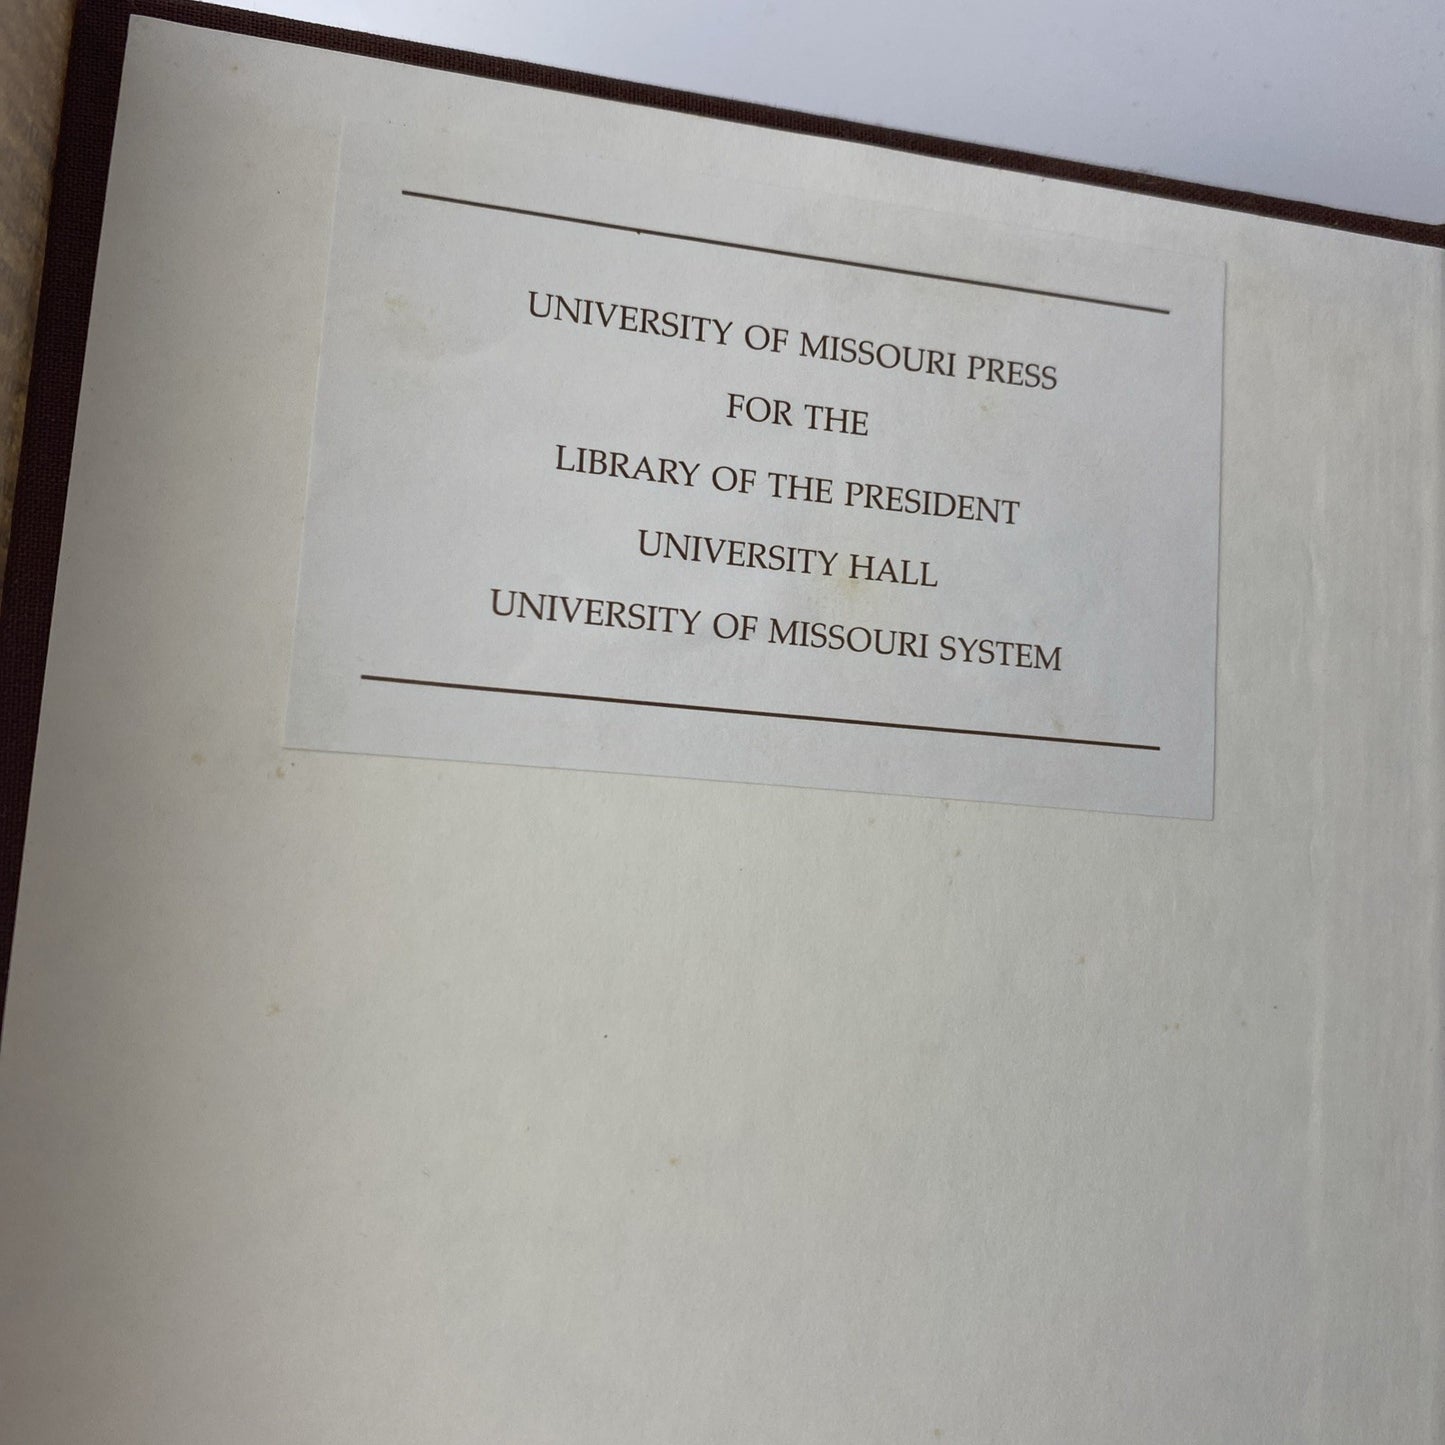 UNIVERSITY OF MISSOURI PRESS
FOR THE
LIBRARY OF THE PRESIDENT
UNIVERSITY HALL
UNIVERSITY OF MISSOURI SYSTEM